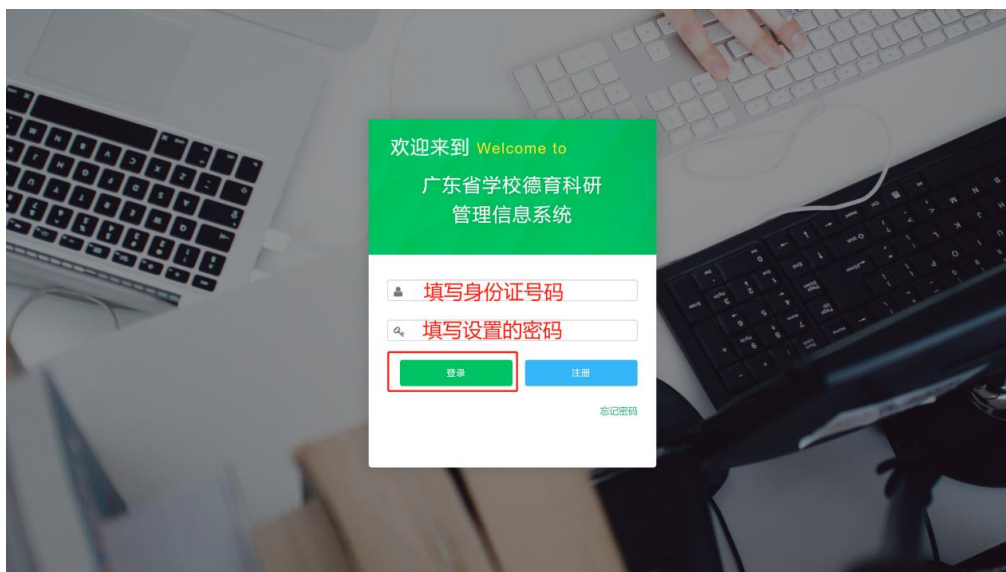 欢迎来到 Welcome to
广东省学校德育科研
管理信息系统
填写身份证号码
填写设置的密码
登录 注册
忘记密码